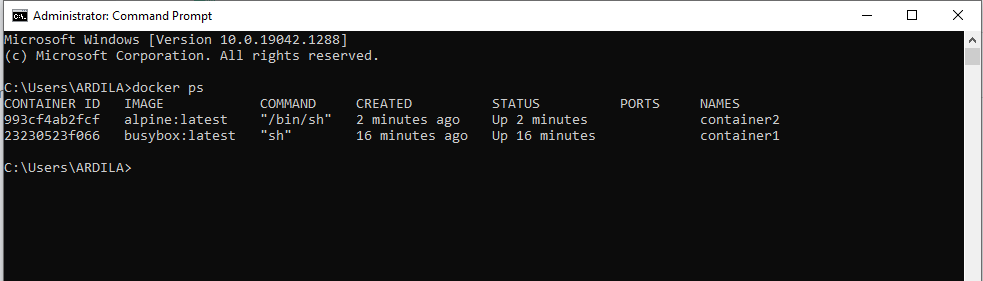 Administrator: Command Prompt
Microsoft Windows [Version 10.0.19042.1288]
(c) Microsoft Corporation. All rights reserved.
C:\Users\ARDILA>docker ps
CONTAINER ID   IMAGE            COMMAND     CREATED          STATUS          PORTS     NAMES
993cf4ab2fcf   alpine:latest    "/bin/sh"   2 minutes ago    Up 2 minutes              container2
23230523f066   busybox:latest   "sh"        16 minutes ago   Up 16 minutes             container1
C:\Users\ARDILA>